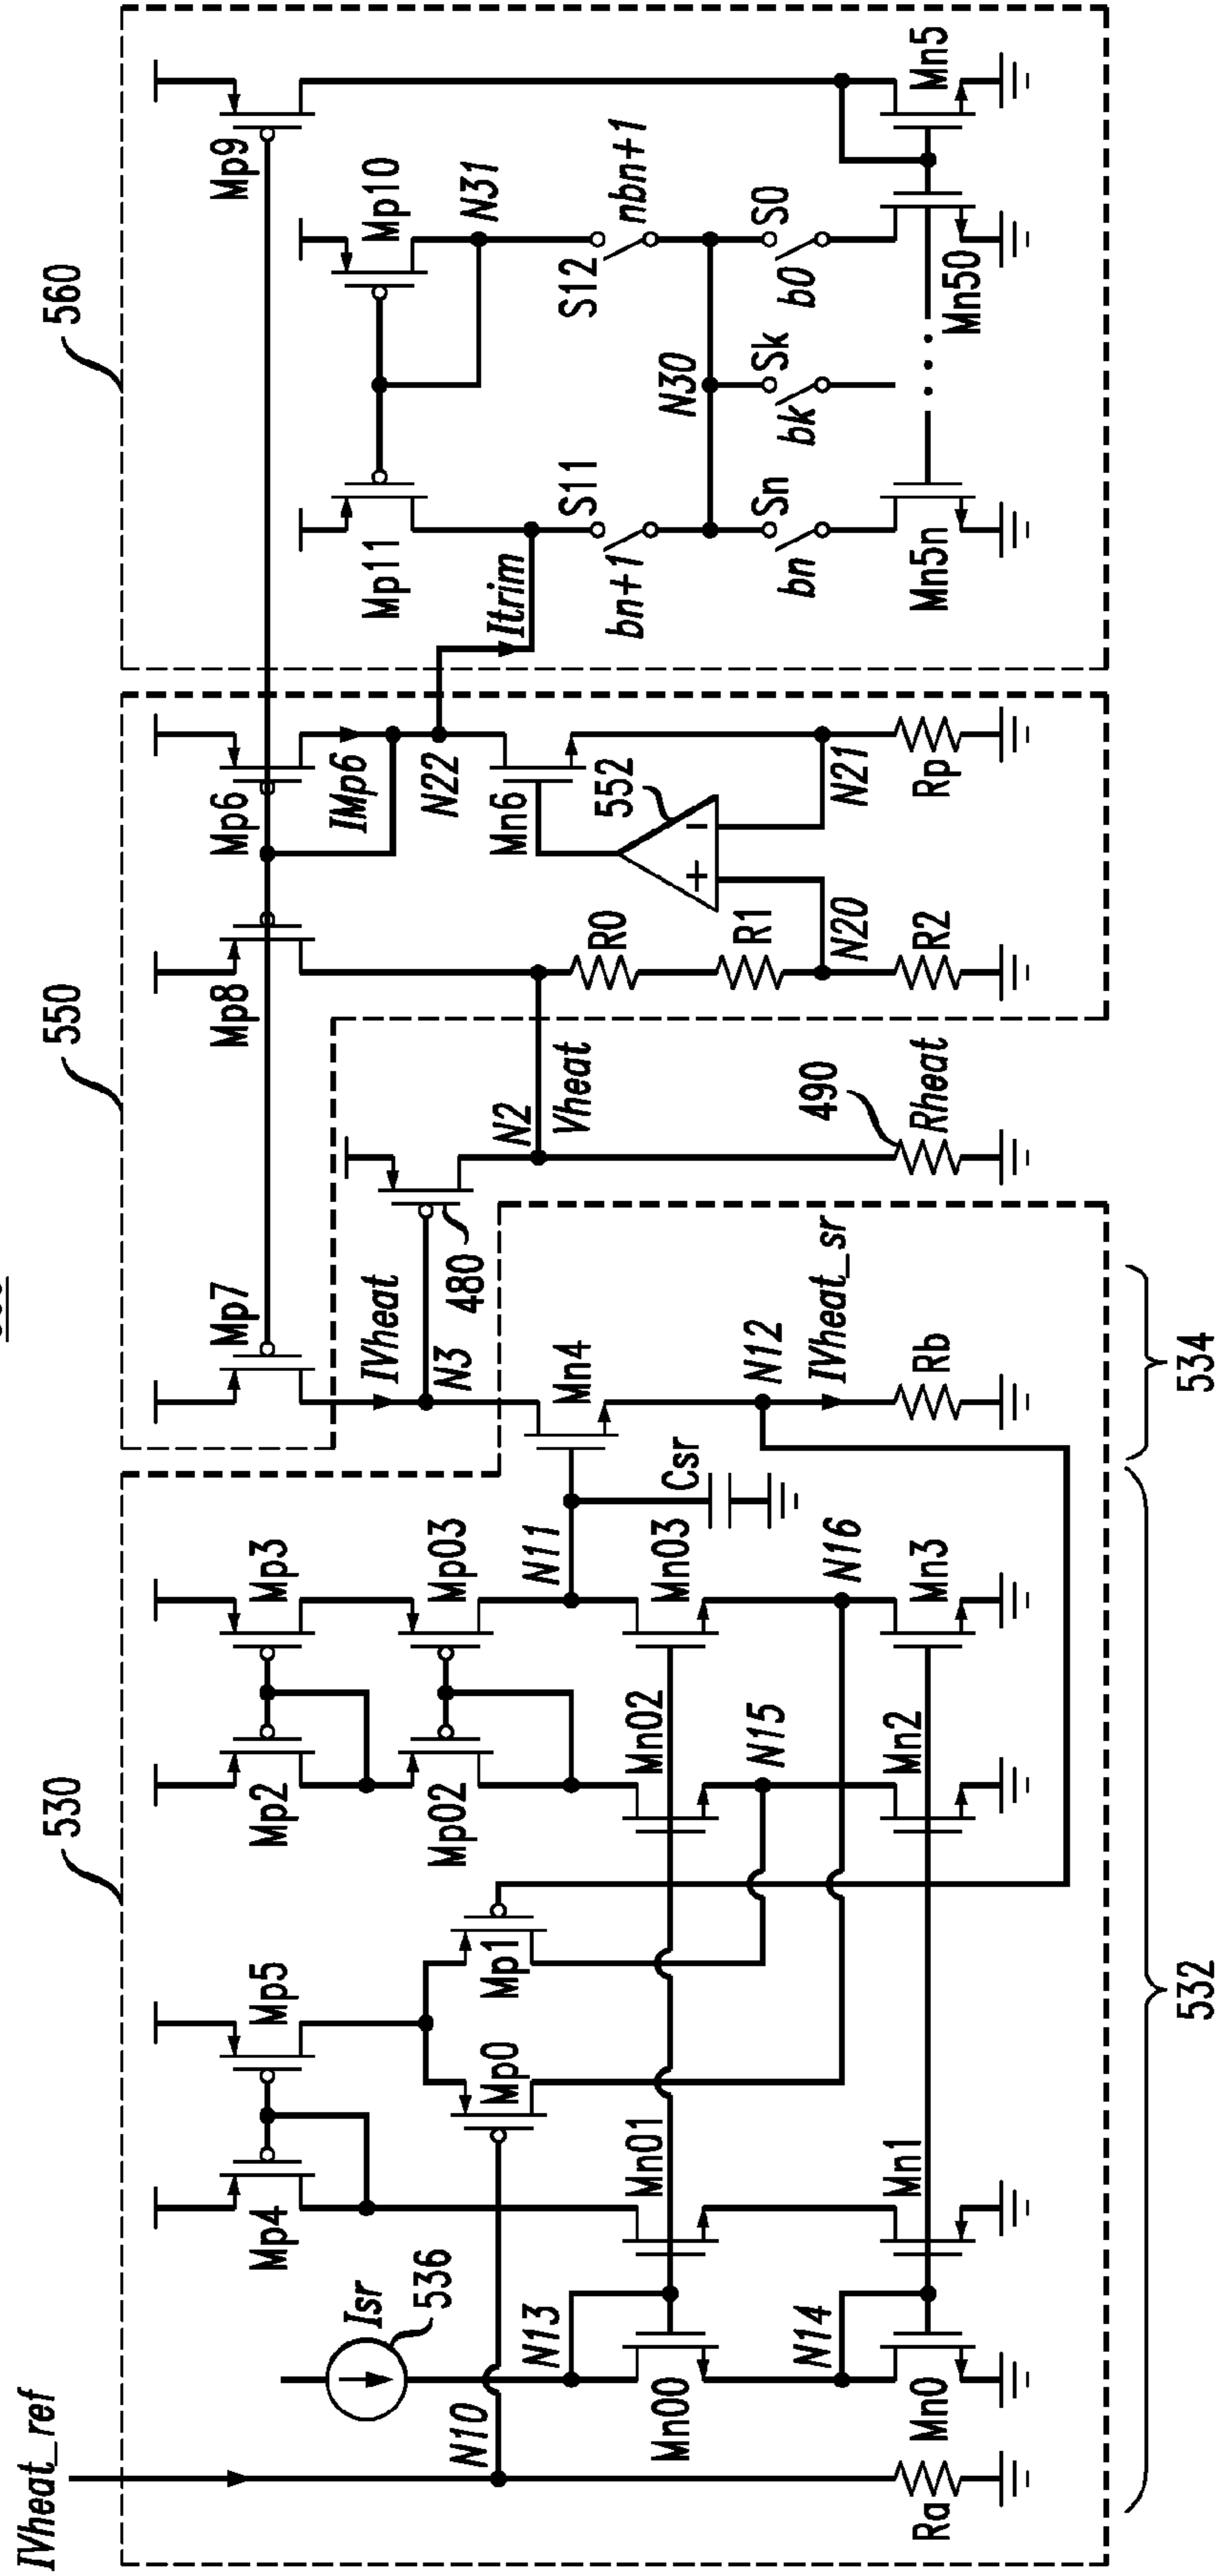 560
Mp9
Mn5
Mp10
N31
nbn+1
S12
S0
b0
Mn50
Sk
bk
N30
Mp11
Itrim
S11
bn+1
Sn
bn
Mn5n
550
Mp6
IMp6
N22
Mn6
552
N21
Rp
+
−
Mp8
N20
R0
R1
R2
N2
Vheat
490
Rheat
480
Mp7
IVheat
N3
Mn4
N12
IVheat_sr
Rb
534
Csr
N11
530
Mp3
Mp03
Mn03
N16
Mn3
Mp2
Mp02
Mn02
N15
Mn2
Mp5
Mp1
Mp0
532
Mp4
Mn01
Mn1
Isr
536
N13
N14
Mn00
Mn0
N10
IVheat_ref
Ra